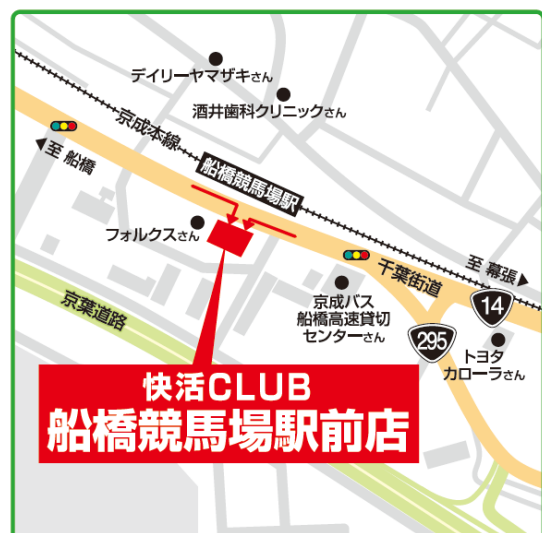 デイリーヤマザキさん
酒井歯科クリニックさん
京成本線
◀至 船橋
船橋競馬場駅
フォルクスさん
至 幕張▶
千葉街道
14
京葉道路
京成バス
船橋高速貸切
センターさん
295
トヨタ
カローラさん
快活CLUB
船橋競馬場駅前店